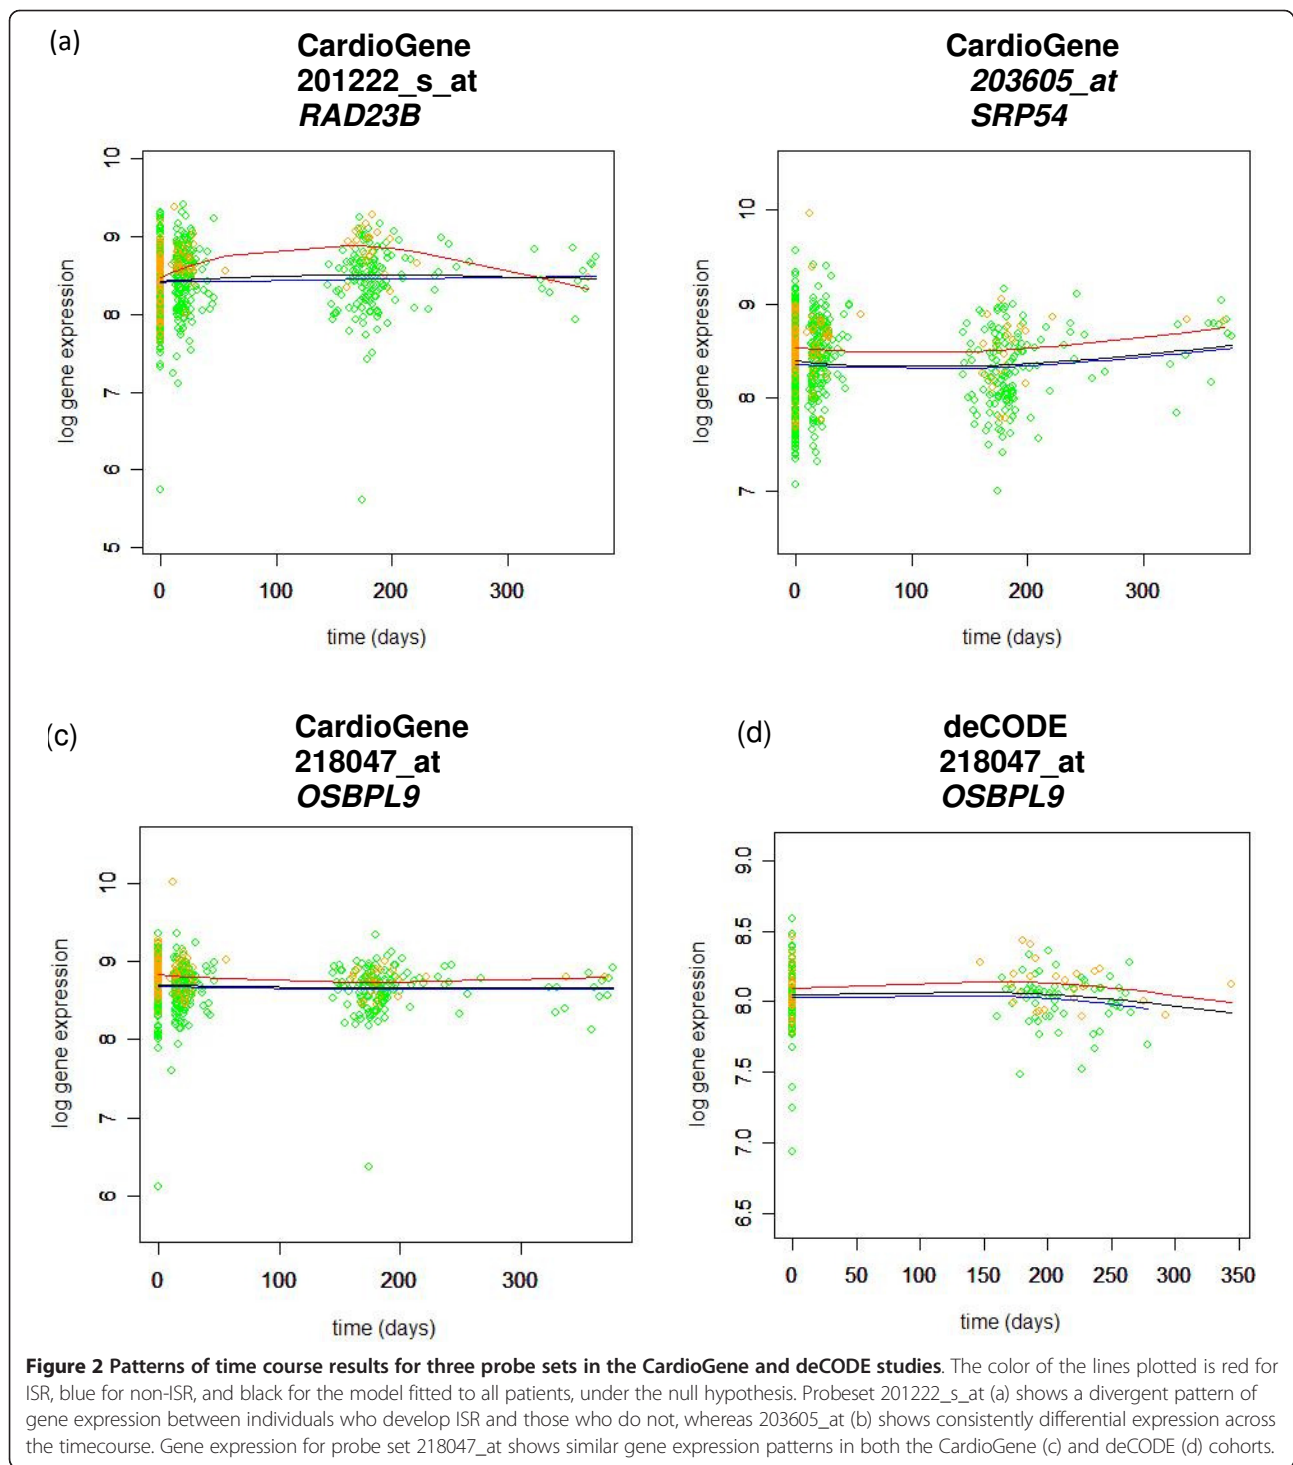 (a)
CardioGene
201222_s_at
RAD23B
10
9
8
7
6
5
log gene expression
0 100 200 300
time (days)
CardioGene
203605_at
SRP54
10
9
8
7
log gene expression
0 100 200 300
time (days)
(c)
CardioGene
218047_at
OSBPL9
10
9
8
7
6
log gene expression
0 100 200 300
time (days)
(d)
deCODE
218047_at
OSBPL9
9.0
8.5
8.0
7.5
7.0
6.5
log gene expression
0 50 100 150 200 250 300 350
time (days)
Figure 2 Patterns of time course results for three probe sets in the CardioGene and deCODE studies. The color of the lines plotted is red for
ISR, blue for non-ISR, and black for the model fitted to all patients, under the null hypothesis. Probeset 201222_s_at (a) shows a divergent pattern of
gene expression between individuals who develop ISR and those who do not, whereas 203605_at (b) shows consistently differential expression across
the timecourse. Gene expression for probe set 218047_at shows similar gene expression patterns in both the CardioGene (c) and deCODE (d) cohorts.